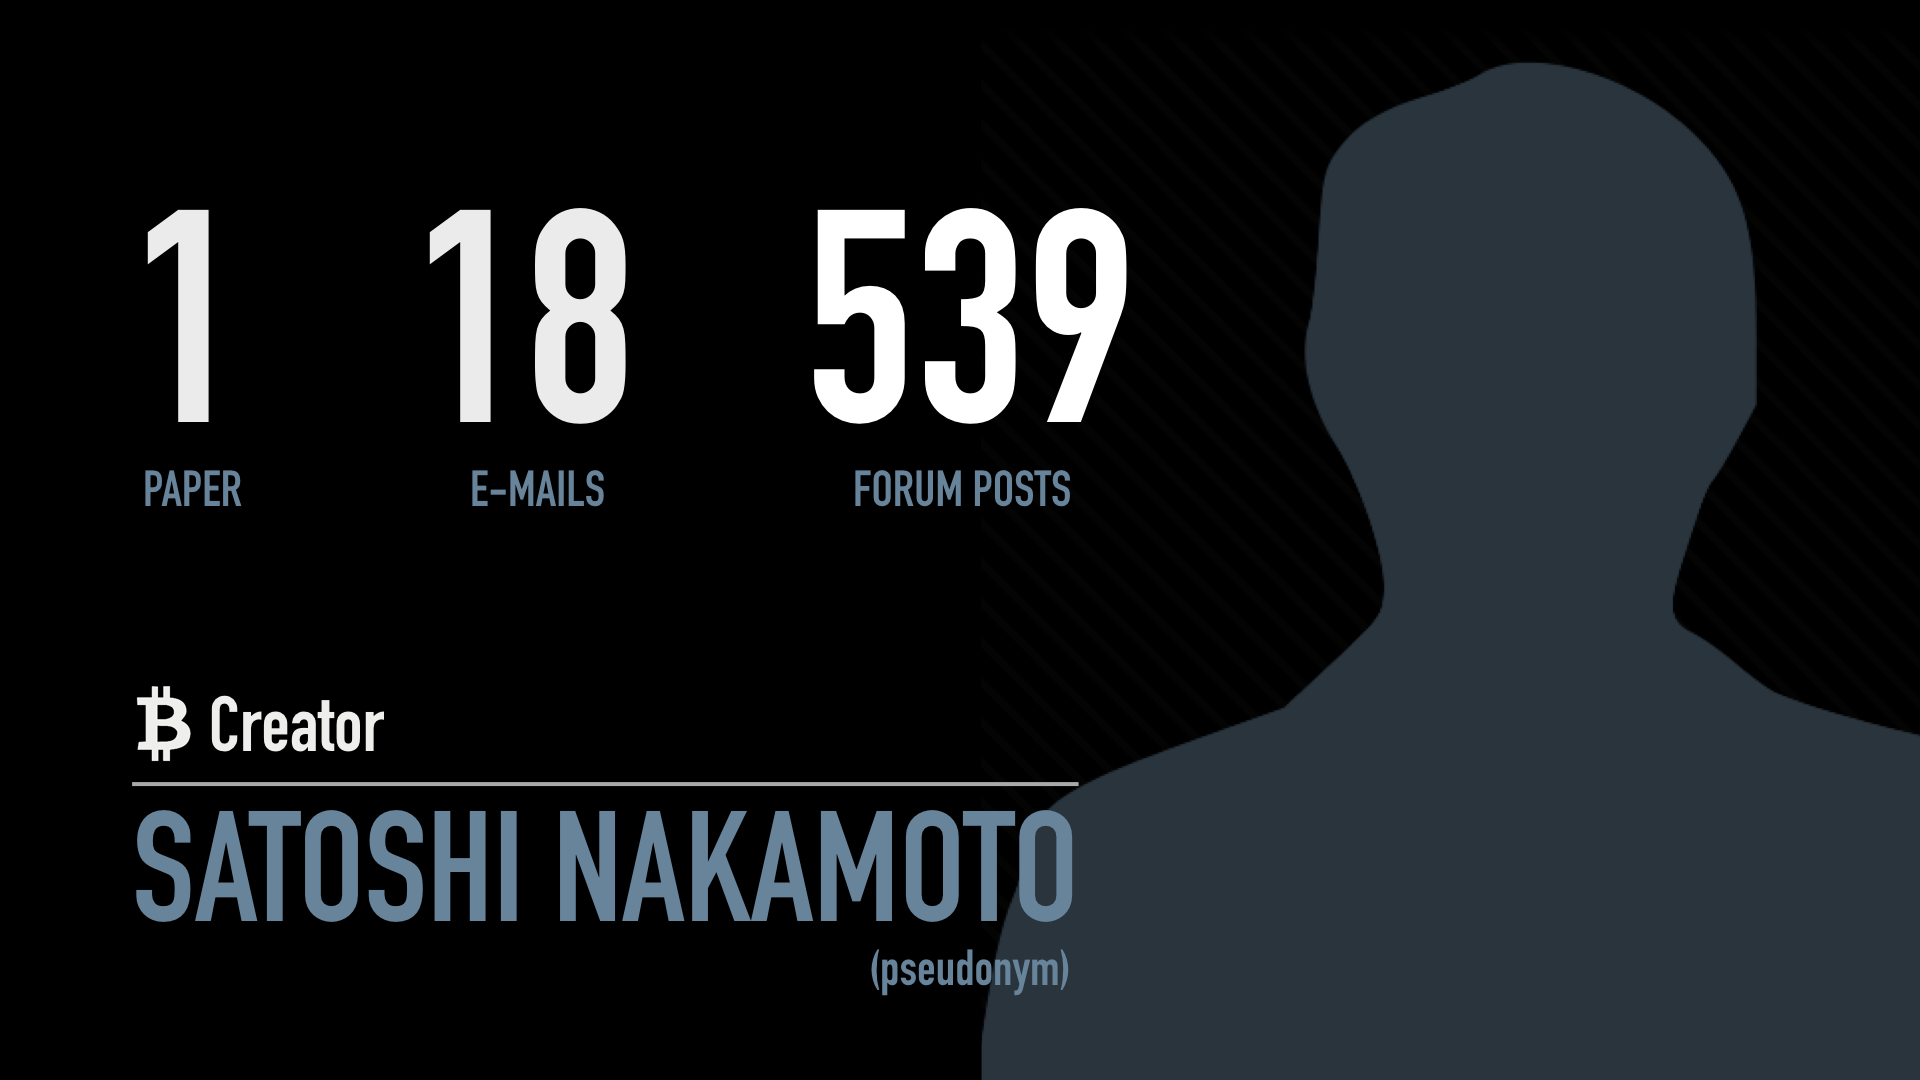 1 18 539
PAPER E-MAILS FORUM POSTS
₿ Creator
SATOSHI NAKAMOTO
(pseudonym)